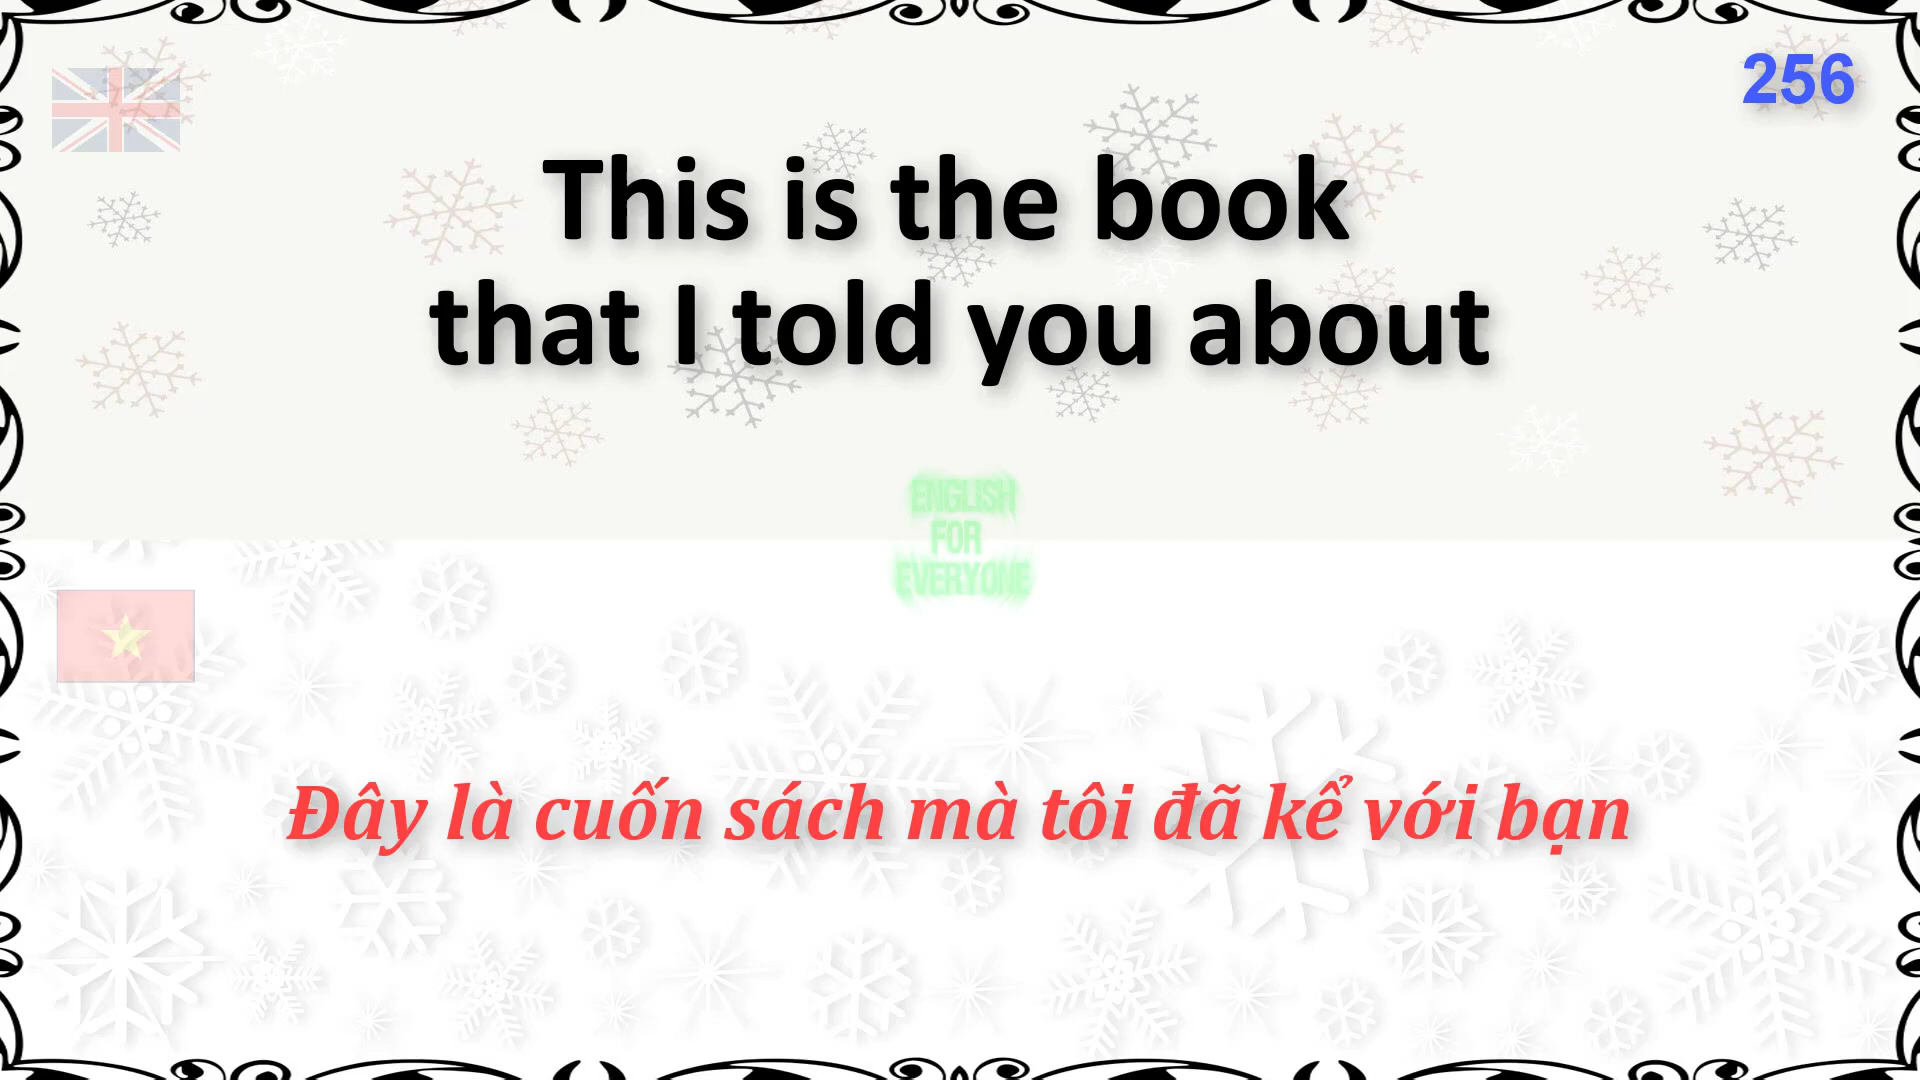 256
This is the book
that I told you about
ENGLISH
FOR
EVERYONE
Đây là cuốn sách mà tôi đã kể với bạn